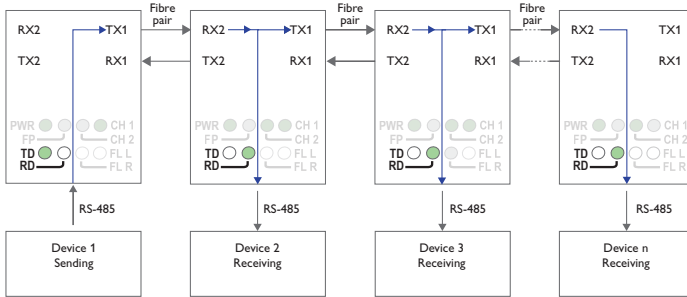 Fibre
pair
Fibre
pair
Fibre
pair
RX2 TX1
TX2 RX1
PWR CH 1
FP CH 2
TD FL L
RD FL R
RX2 TX1
TX2 RX1
PWR CH 1
FP CH 2
TD FL L
RD FL R
RX2 TX1
TX2 RX1
PWR CH 1
FP CH 2
TD FL L
RD FL R
RX2 TX1
TX2 RX1
PWR CH 1
FP CH 2
TD FL L
RD FL R
RS-485
RS-485
RS-485
RS-485
Device 1
Sending
Device 2
Receiving
Device 3
Receiving
Device n
Receiving